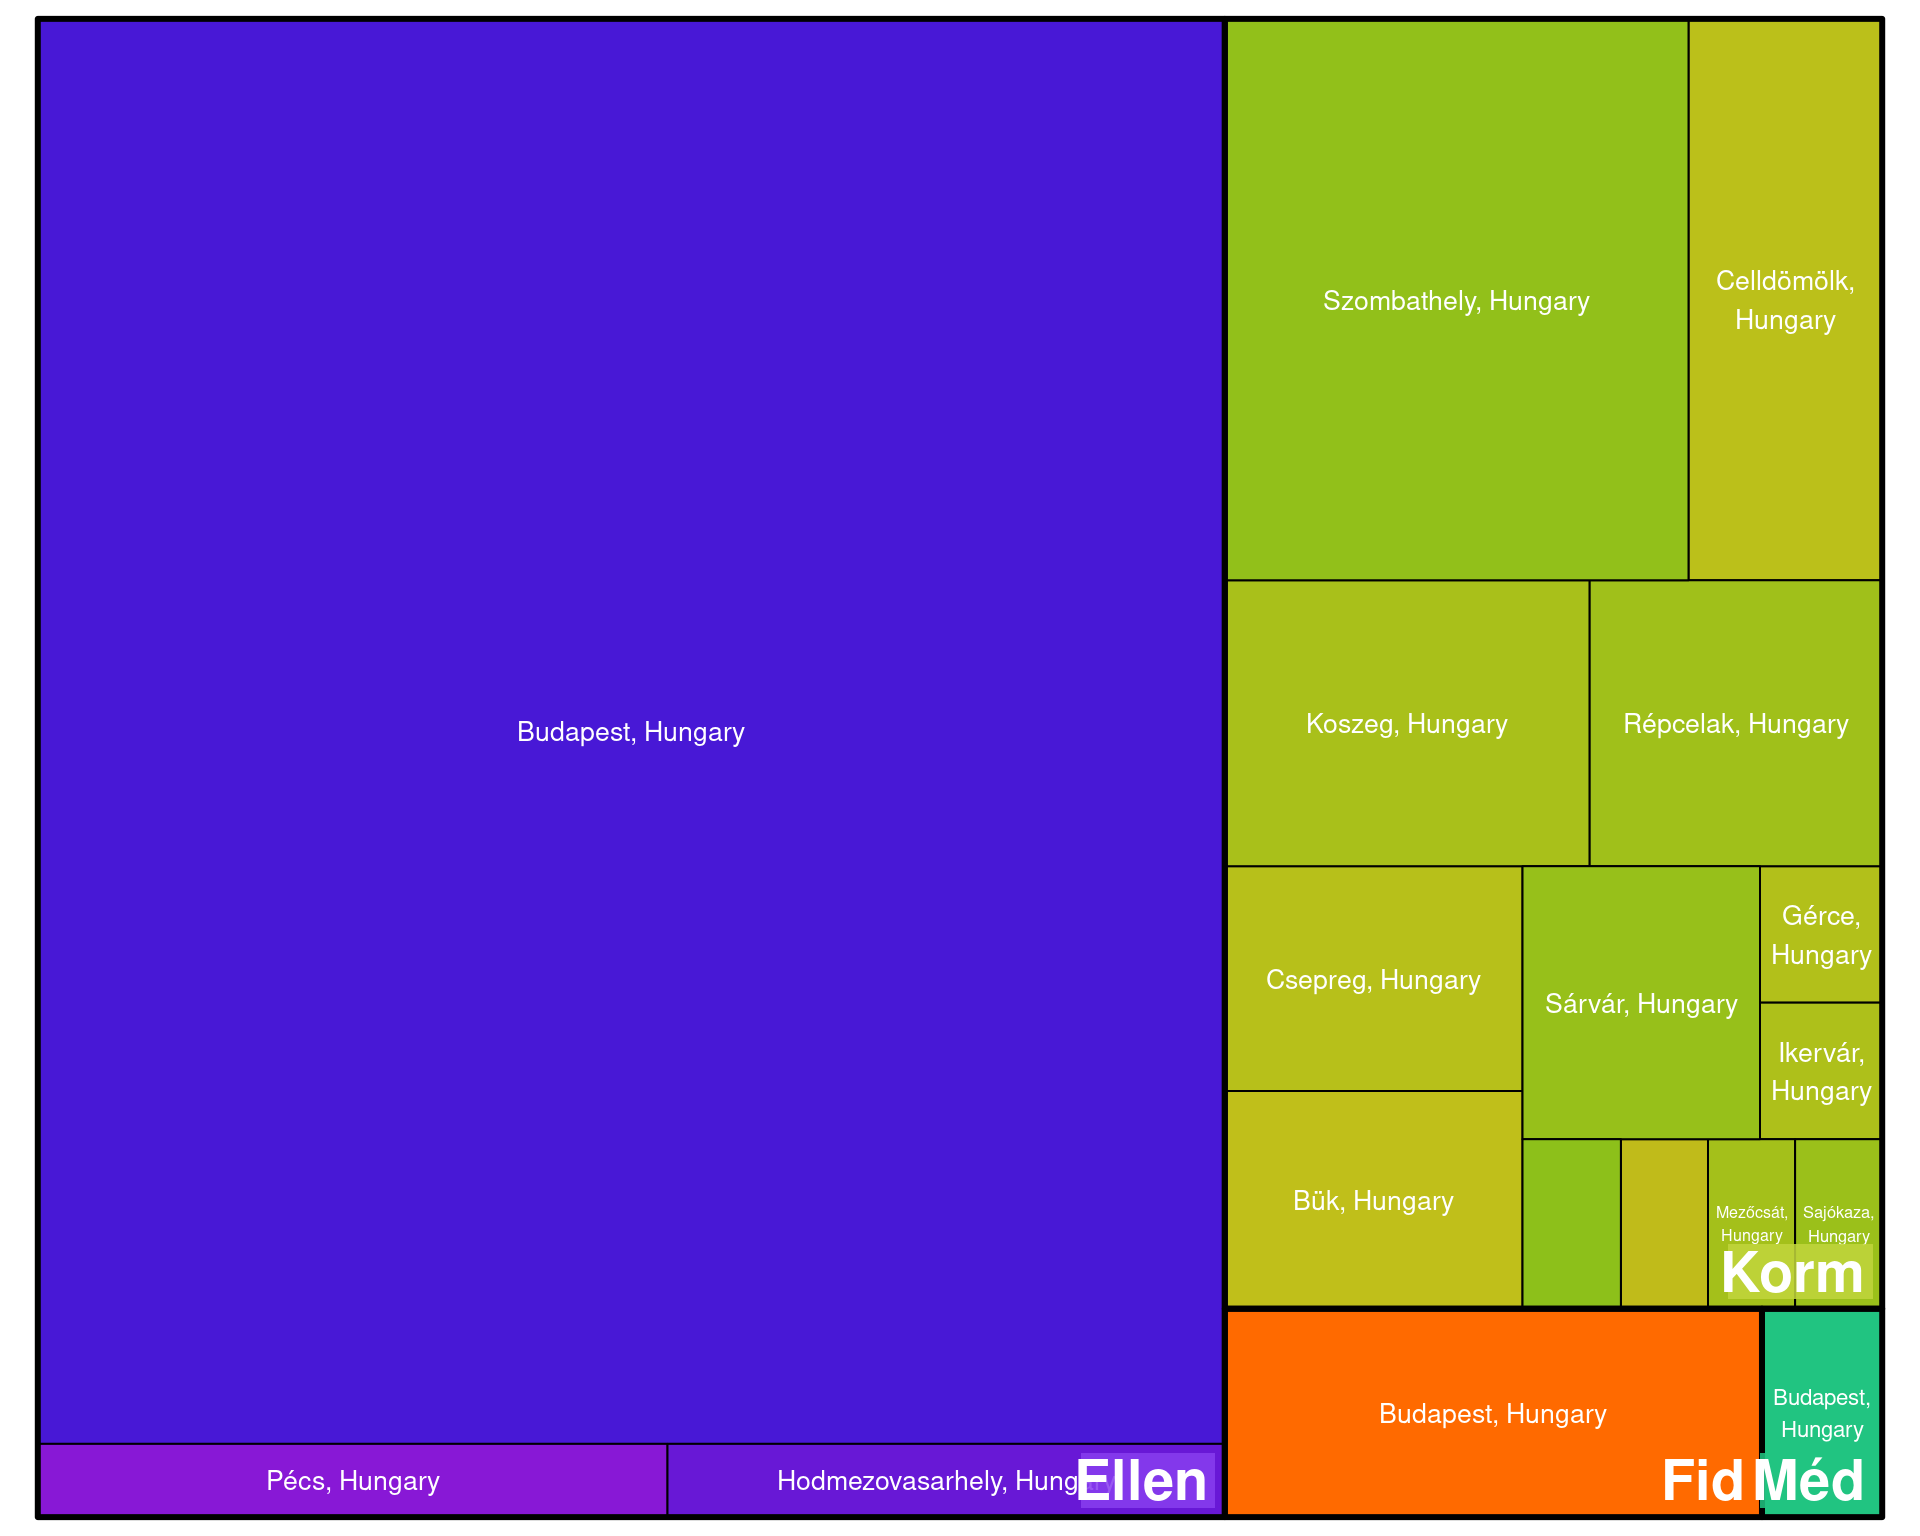 Budapest, Hungary
Pécs, Hungary
Hodmezovasarhely, Hungary
Ellen
Szombathely, Hungary
Celldömölk,
Hungary
Koszeg, Hungary
Répcelak, Hungary
Csepreg, Hungary
Sárvár, Hungary
Gérce,
Hungary
Ikervár,
Hungary
Bük, Hungary
Mezőcsát,
Hungary
Sajókaza,
Hungary
Korm
Budapest, Hungary
Fid
Budapest,
Hungary
Méd